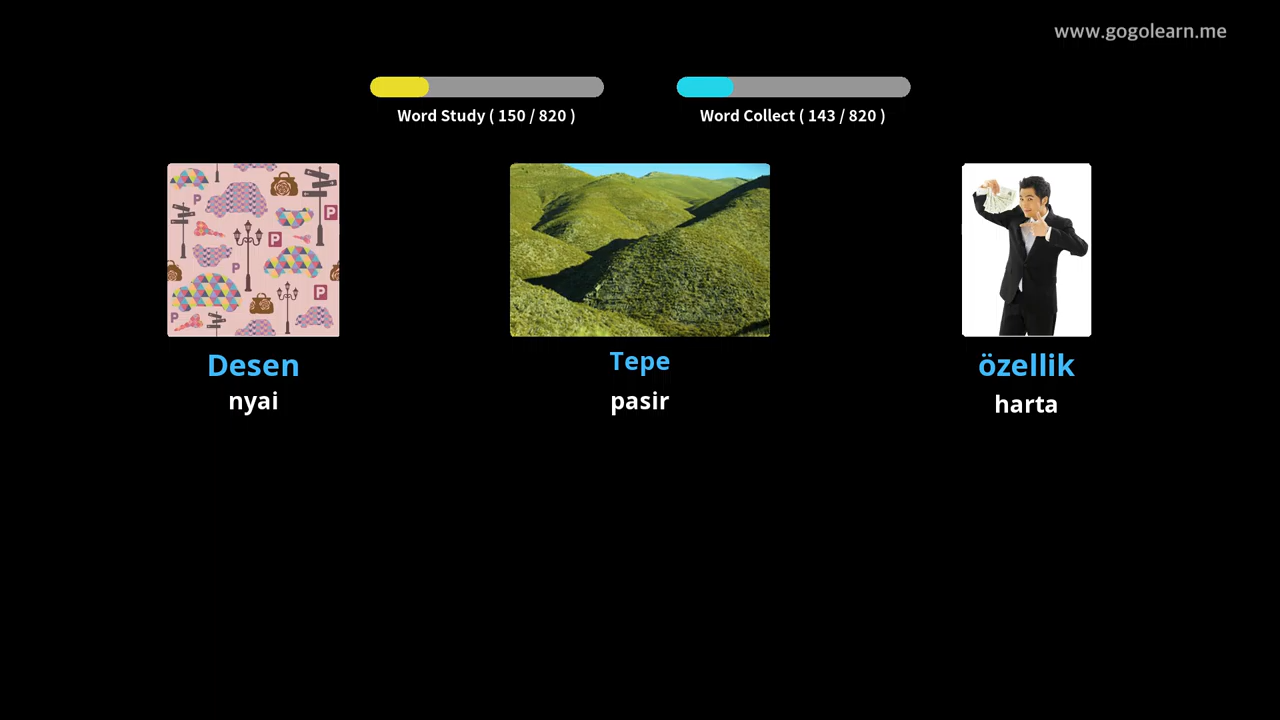 www.gogolearn.me
Word Study ( 150 / 820 )
Word Collect ( 143 / 820 )
P
P
P
P
P
P
Desen
nyai
Tepe
pasir
özellik
harta